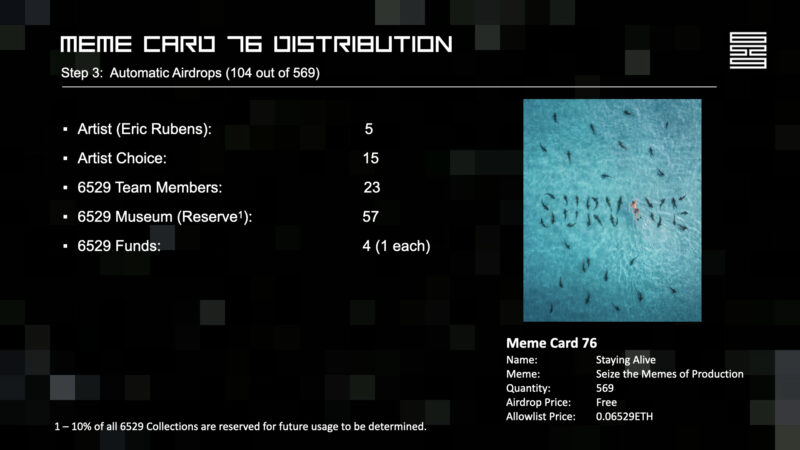 MEME CARD 76 DISTRIBUTION
Step 3: Automatic Airdrops (104 out of 569)
▪ Artist (Eric Rubens): 5
▪ Artist Choice: 15
▪ 6529 Team Members: 23
▪ 6529 Museum (Reserve¹): 57
▪ 6529 Funds: 4 (1 each)
SURVIVE
Meme Card 76
Name: Staying Alive
Meme: Seize the Memes of Production
Quantity: 569
Airdrop Price: Free
Allowlist Price: 0.06529ETH
1 – 10% of all 6529 Collections are reserved for future usage to be determined.